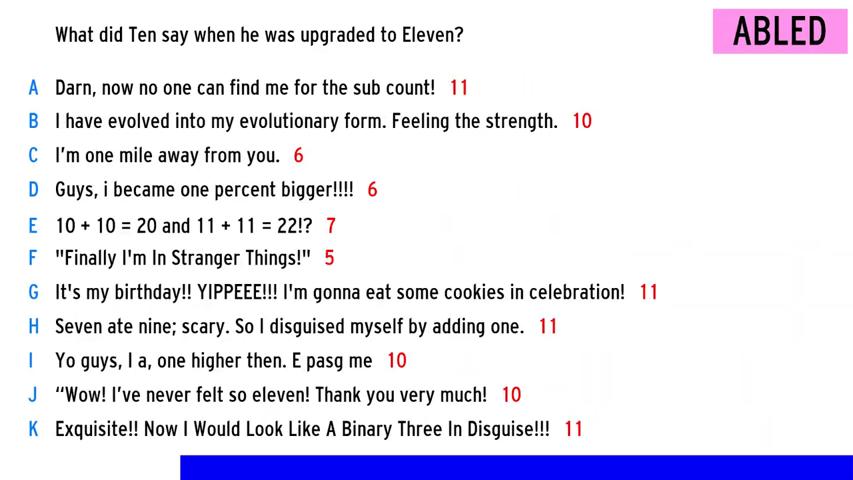 What did Ten say when he was upgraded to Eleven?
ABLED
A Darn, now no one can find me for the sub count! 11
B I have evolved into my evolutionary form. Feeling the strength. 10
C I'm one mile away from you. 6
D Guys, i became one percent bigger!!!! 6
E 10 + 10 = 20 and 11 + 11 = 22!? 7
F "Finally I'm In Stranger Things!" 5
G It's my birthday!! YIPPEEE!!! I'm gonna eat some cookies in celebration! 11
H Seven ate nine; scary. So I disguised myself by adding one. 11
I Yo guys, I a, one higher then. E pasg me 10
J “Wow! I've never felt so eleven! Thank you very much! 10
K Exquisite!! Now I Would Look Like A Binary Three In Disguise!!! 11